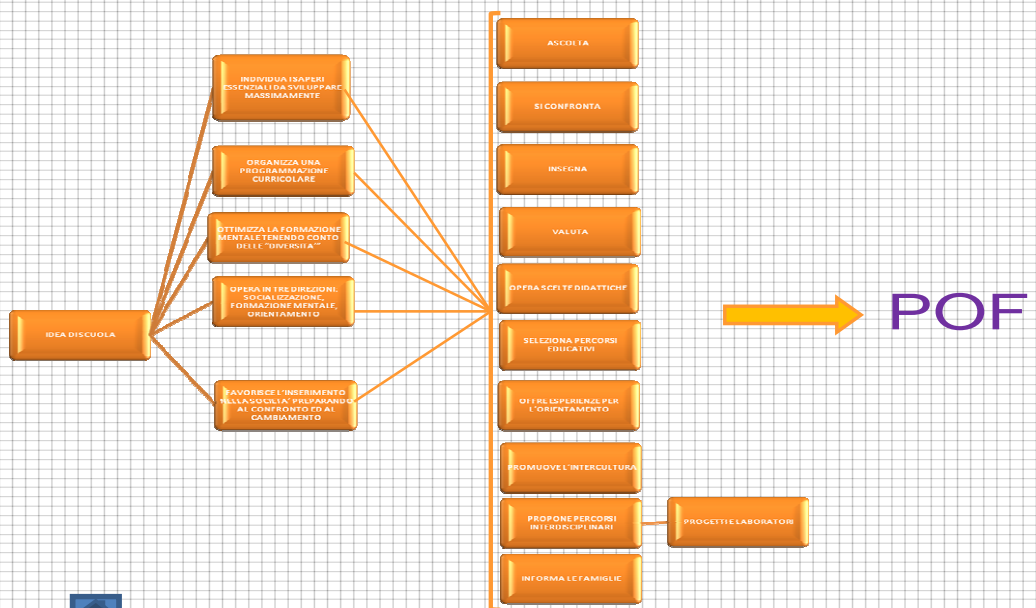 IDEA DI SCUOLA
INDIVIDUA I SAPERI
ESSENZIALI DA SVILUPPARE
MASSIMAMENTE
ORGANIZZA UNA
PROGRAMMAZIONE
CURRICOLARE
OTTIMIZZA LA FORMAZIONE
MENTALE TENENDO CONTO
DELLE "DIVERSITA'"
OPERA IN TRE DIREZIONI:
SOCIALIZZAZIONE,
FORMAZIONE MENTALE,
ORIENTAMENTO
FAVORISCE L'INSERIMENTO
NELLA SOCIETA' PREPARANDO
AL CONFRONTO ED AL
CAMBIAMENTO
ASCOLTA
SI CONFRONTA
INSEGNA
VALUTA
OPERA SCELTE DIDATTICHE
SELEZIONA PERCORSI
EDUCATIVI
OFFRE ESPERIENZE PER
L'ORIENTAMENTO
PROMUOVE L'INTERCULTURA
PROPONE PERCORSI
INTERDISCIPLINARI
INFORMA LE FAMIGLIE
PROGETTI E LABORATORI
POF